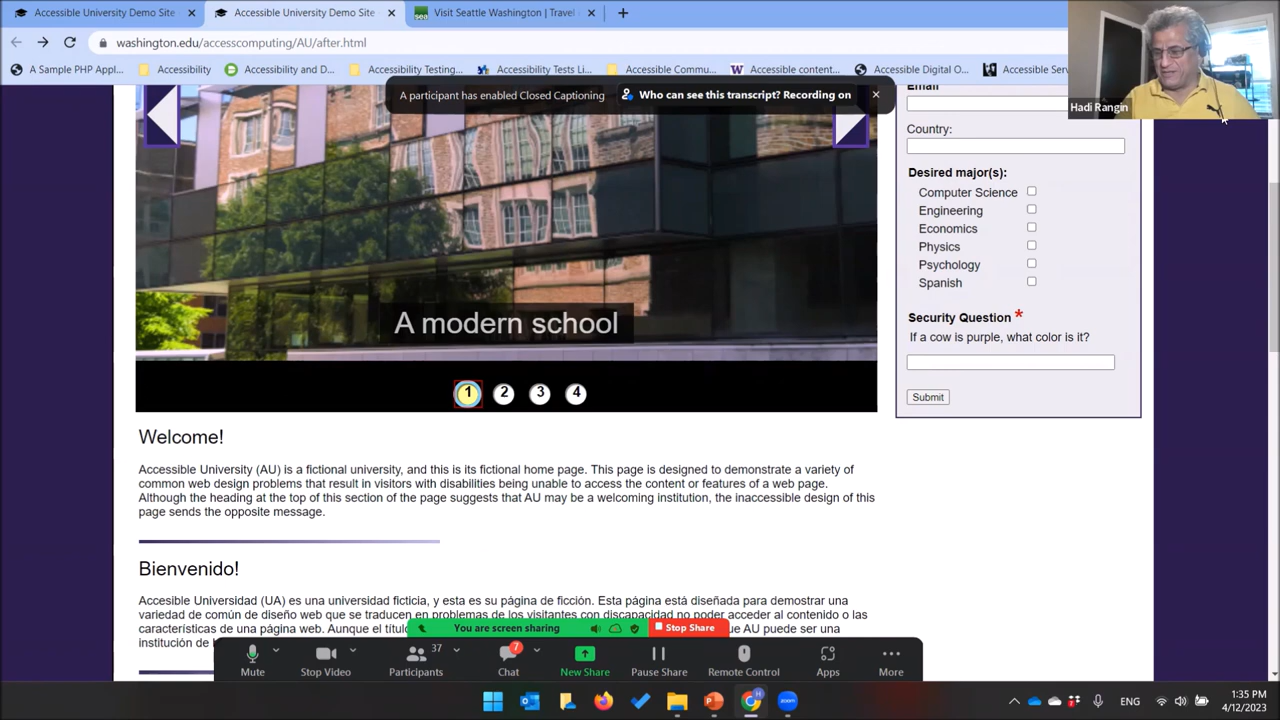 Accessible University Demo Site
Accessible University Demo Site
sea
Visit Seattle Washington | Travel
washington.edu/accesscomputing/AU/after.html
A Sample PHP Appl...
Accessibility
Accessibility and D...
Accessibility Testing...
Accessibility Tests Li...
Accessible Commu...
W
Accessible content...
Accessible Digital O...
Accessible Serv
Hadi Rangin
A participant has enabled Closed Captioning
Who can see this transcript? Recording on
Email
Country:
Desired major(s):
Computer Science
Engineering
Economics
Physics
Psychology
Spanish
Security Question *
If a cow is purple, what color is it?
Submit
A modern school
1
2
3
4
Welcome!
Accessible University (AU) is a fictional university, and this is its fictional home page. This page is designed to demonstrate a variety of
common web design problems that result in visitors with disabilities being unable to access the content or features of a web page.
Although the heading at the top of this section of the page suggests that AU may be a welcoming institution, the inaccessible design of this
page sends the opposite message.
Bienvenido!
Accesible Universidad (UA) es una universidad ficticia, y esta es su página de ficción. Esta página está diseñada para demostrar una
variedad de común de diseño web que se traducen en problemas de los visitantes con discapacidad no poder acceder al contenido o las
características de una página web. Aunque el títul
ue AU puede ser una
institución de
You are screen sharing
Stop Share
Mute
Stop Video
37
Participants
7
Chat
New Share
Pause Share
Remote Control
Apps
More
zoom
ENG
1:35 PM
4/12/2023